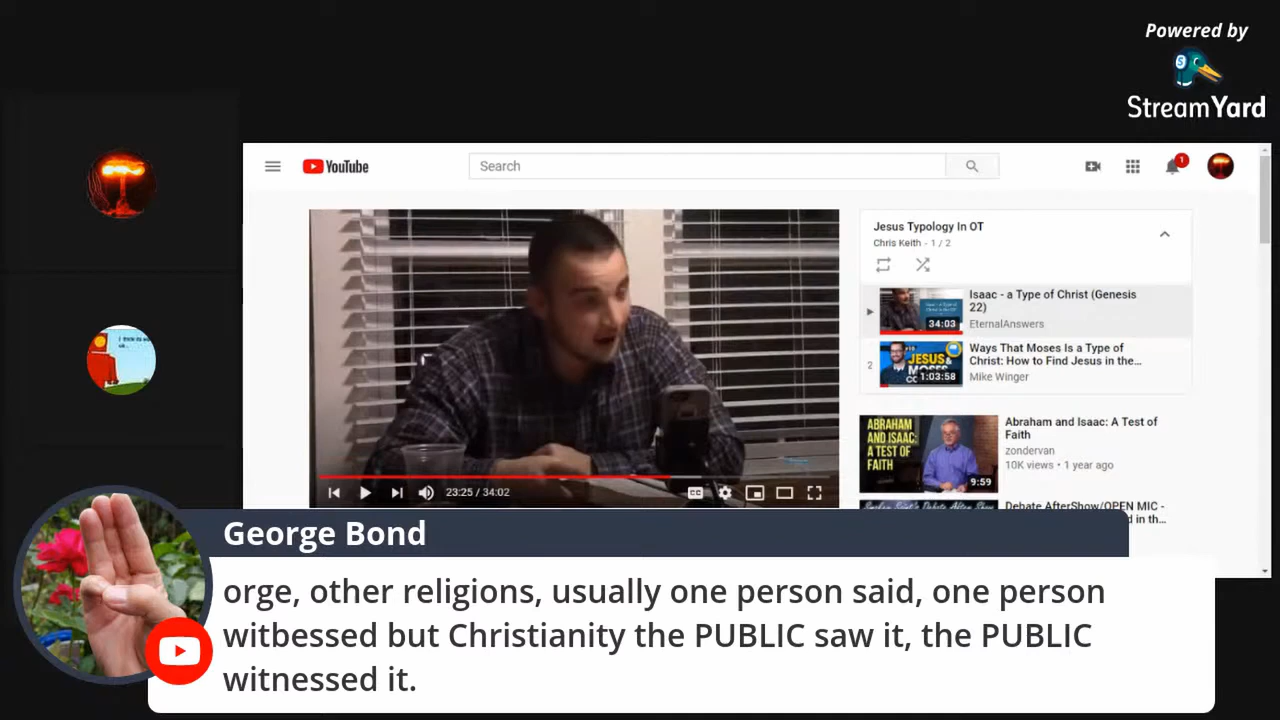 Powered by
StreamYard
YouTube
Search
1
Jesus Typology In OT
Chris Keith - 1 / 2
Isaac - a Type of Christ (Genesis
22)
EternalAnswers
34:03
2
Ways That Moses Is a Type of
Christ: How to Find Jesus in the...
Mike Winger
JESUS
MOSES
1:03:58
ABRAHAM
AND ISAAC:
A TEST OF
FAITH
9:59
Abraham and Isaac: A Test of
Faith
zondervan
10K views • 1 year ago
Debate AfterShow/OPEN MIC -
23:25 / 34:02
CC
George Bond
orge, other religions, usually one person said, one person
witbessed but Christianity the PUBLIC saw it, the PUBLIC
witnessed it.